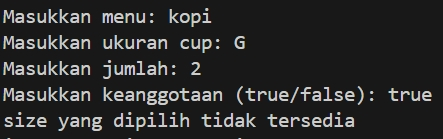 Masukkan menu: kopi
Masukkan ukuran cup: G
Masukkan jumlah: 2
Masukkan keanggotaan (true/false): true
size yang dipilih tidak tersedia